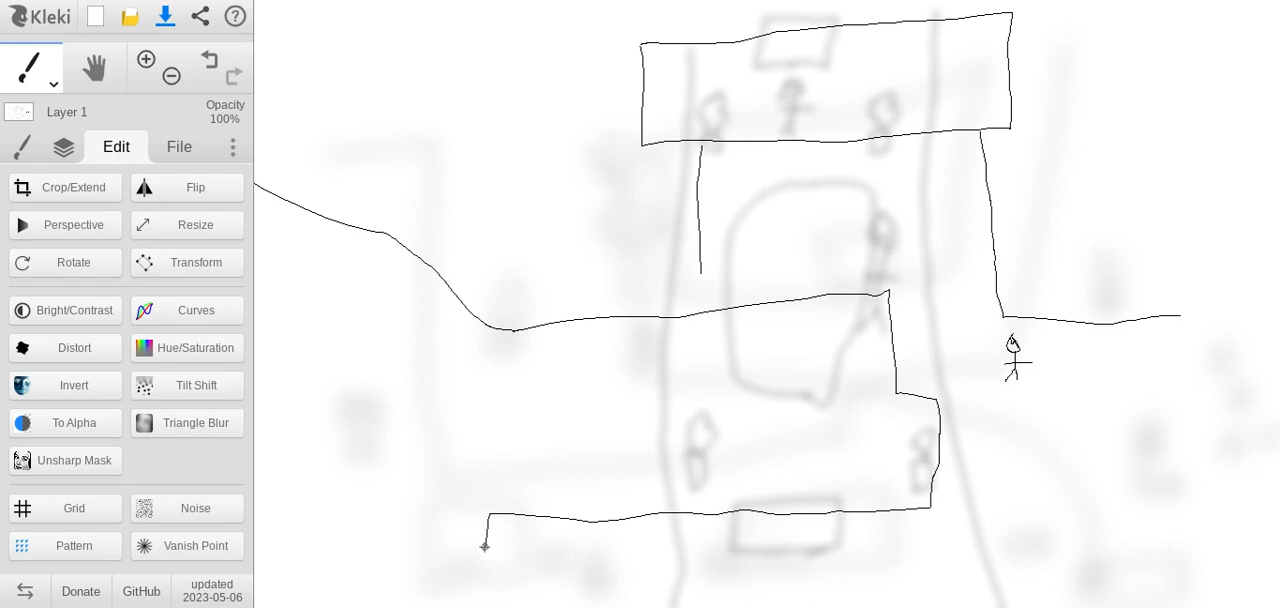 Kleki
Layer 1
Opacity
100%
Edit
File
Crop/Extend
Flip
Perspective
Resize
Rotate
Transform
Bright/Contrast
Curves
Distort
Hue/Saturation
Invert
Tilt Shift
To Alpha
Triangle Blur
Unsharp Mask
Grid
Noise
Pattern
Vanish Point
Donate
GitHub
updated
2023-05-06